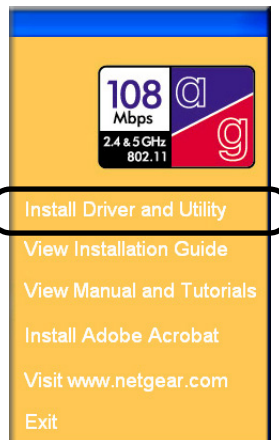 108
Mbps
2.4 & 5 GHz
802.11
a
g
Install Driver and Utility
View Installation Guide
View Manual and Tutorials
Install Adobe Acrobat
Visit www.netgear.com
Exit